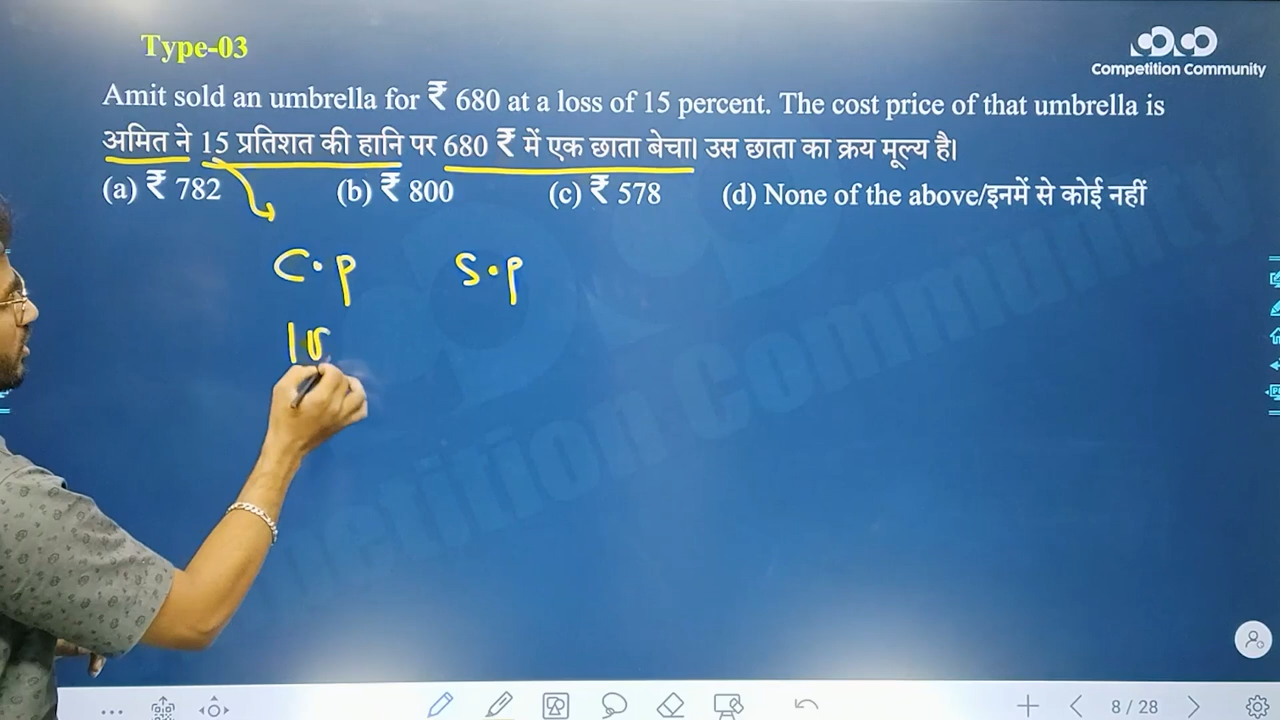 Type-03
Competition Community
Amit sold an umbrella for ₹ 680 at a loss of 15 percent. The cost price of that umbrella is
अमित ने 15 प्रतिशत की हानि पर 680 ₹ में एक छाता बेचा। उस छाता का क्रय मूल्य है।
(a) ₹ 782 (b) ₹ 800 (c) ₹ 578 (d) None of the above/इनमें से कोई नहीं
C.p S.p
8 / 28